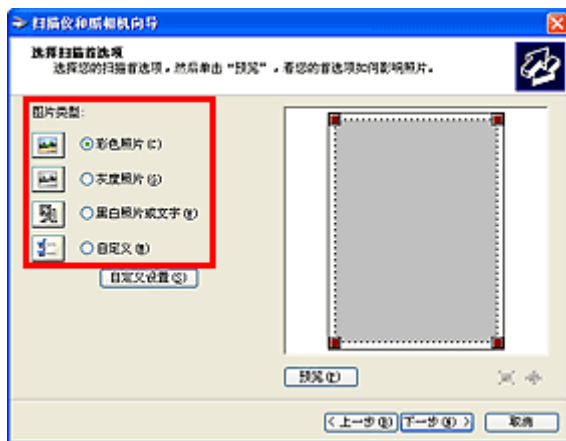 扫描仪和照相机向导
选择扫描首选项
选择您的扫描首选项，然后单击“预览”，看您的首选项如何影响照片。
图片类型:
彩色照片(C)
灰度照片(G)
黑白照片或文字(W)
自定义(M)
自定义设置(S)
预览(P)
< 上一步(B) 下一步(N) > 取消